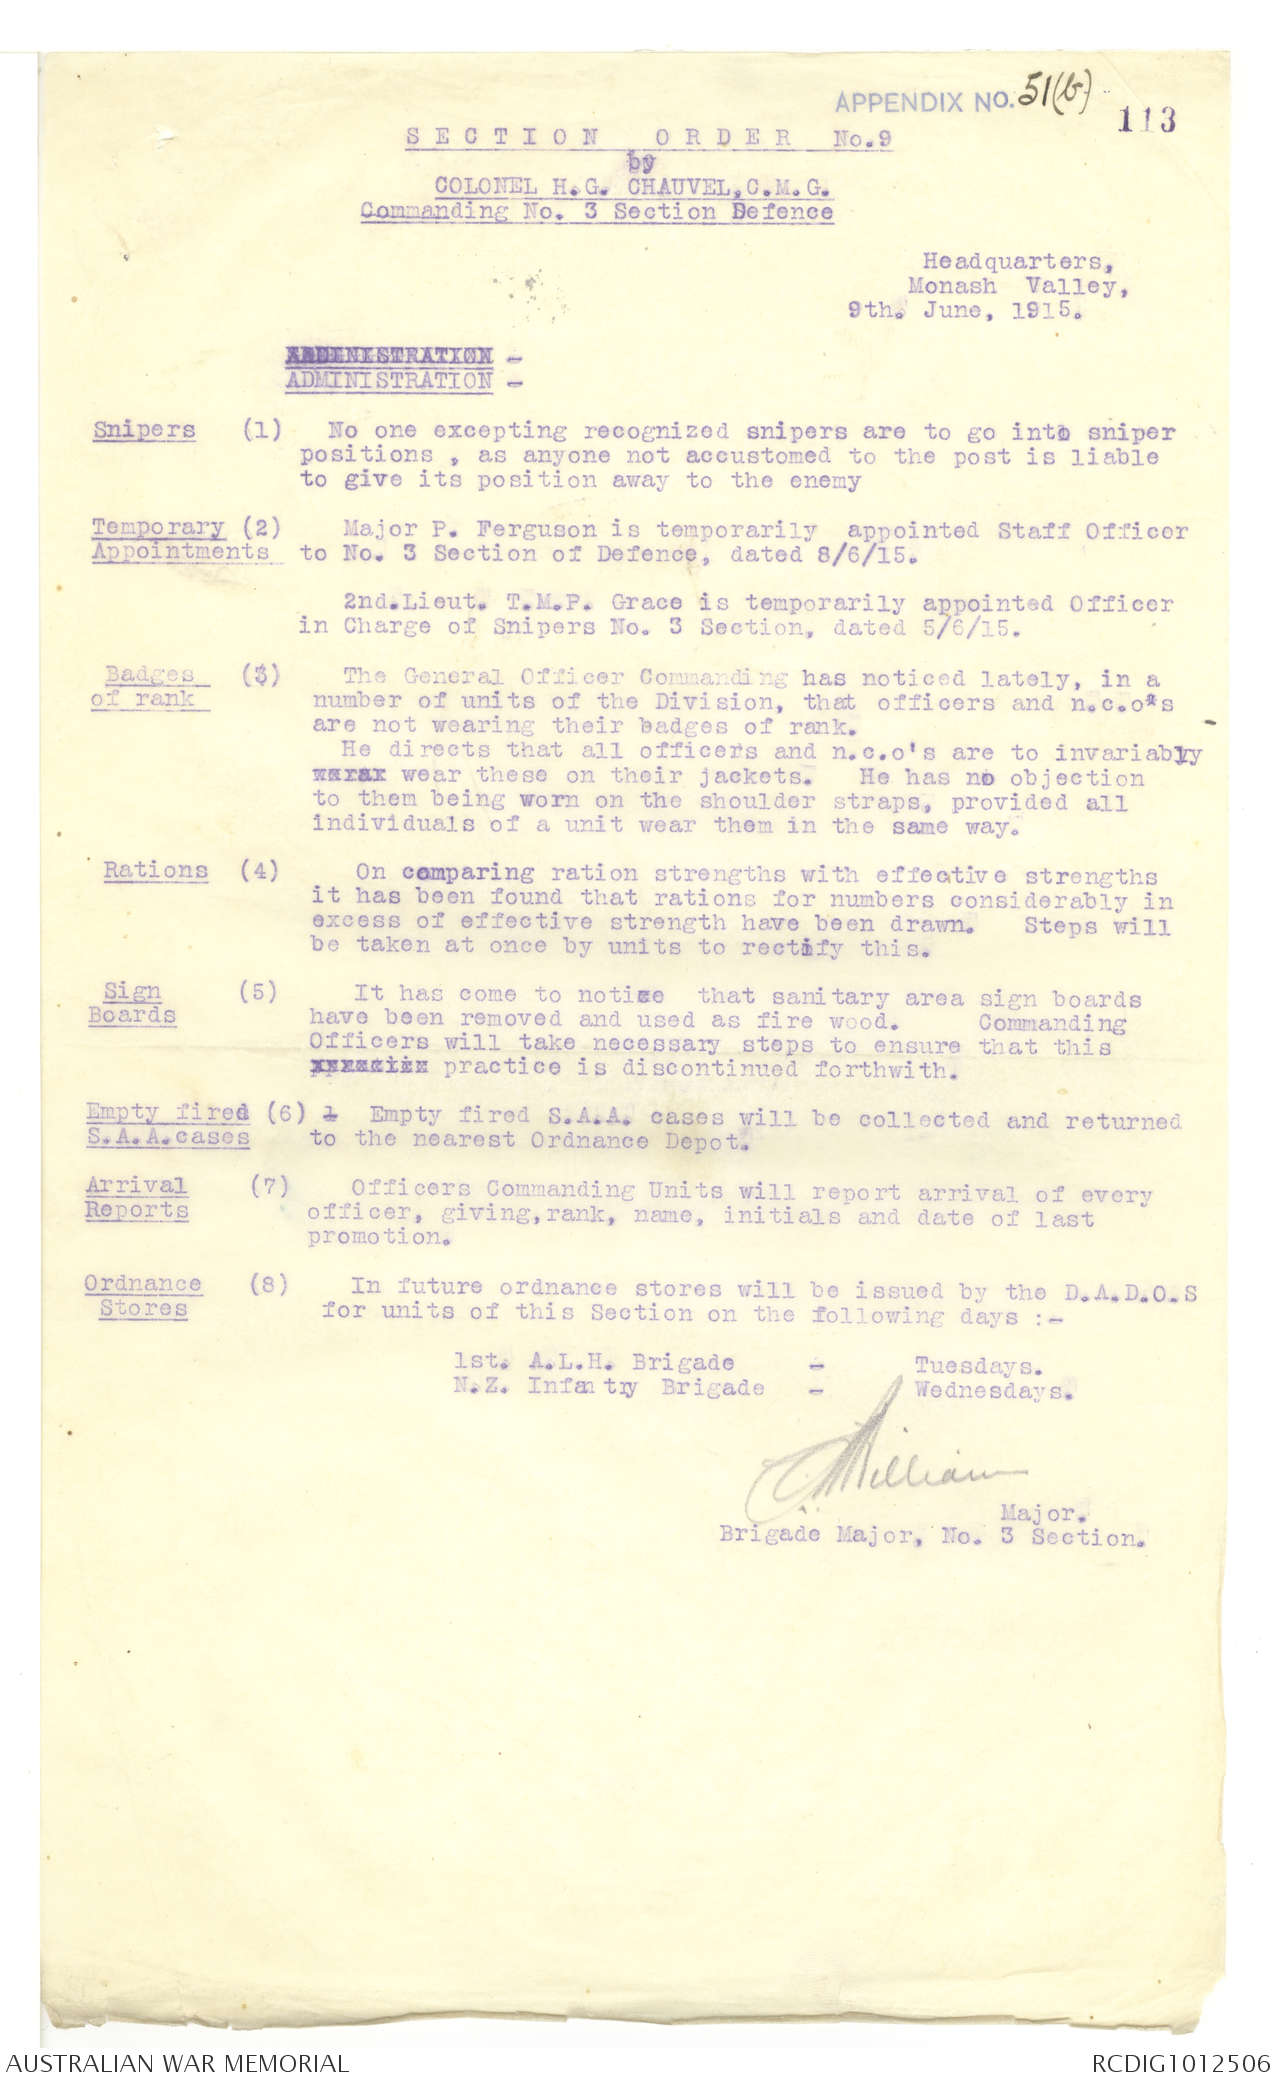 APPENDIX NO. 51(b)
113
SECTION ORDER No.9
by
COLONEL H.G. CHAUVEL,C.M.G.
Commanding No. 3 Section Defence
Headquarters,
Monash Valley,
9th. June, 1915.
ADMINISTRATION -
ADMINISTRATION -
Snipers (1) No one excepting recognized snipers are to go into sniper
positions , as anyone not accustomed to the post is liable
to give its position away to the enemy
Temporary (2) Major P. Ferguson is temporarily appointed Staff Officer
Appointments to No. 3 Section of Defence, dated 8/6/15.
2nd.Lieut. T.M.P. Grace is temporarily appointed Officer
in Charge of Snipers No. 3 Section, dated 5/6/15.
Badges (3) The General Officer Commanding has noticed lately, in a
of rank number of units of the Division, that officers and n.c.o"s
are not wearing their badges of rank.
He directs that all officers and n.c.o's are to invariably
wear these on their jackets. He has no objection
to them being worn on the shoulder straps, provided all
individuals of a unit wear them in the same way.
Rations (4) On comparing ration strengths with effective strengths
it has been found that rations for numbers considerably in
excess of effective strength have been drawn. Steps will
be taken at once by units to rectify this.
Sign (5) It has come to notice that sanitary area sign boards
Boards have been removed and used as fire wood. Commanding
Officers will take necessary steps to ensure that this
practice is discontinued forthwith.
Empty fired (6) Empty fired S.A.A. cases will be collected and returned
S.A.A.cases to the nearest Ordnance Depot.
Arrival (7) Officers Commanding Units will report arrival of every
Reports officer, giving,rank, name, initials and date of last
promotion.
Ordnance (8) In future ordnance stores will be issued by the D.A.D.O.S
Stores for units of this Section on the following days :-
1st. A.L.H. Brigade - Tuesdays.
N.Z. Infantry Brigade - Wednesdays.
Major.
Brigade Major, No. 3 Section.
AUSTRALIAN WAR MEMORIAL
RCDIG1012506